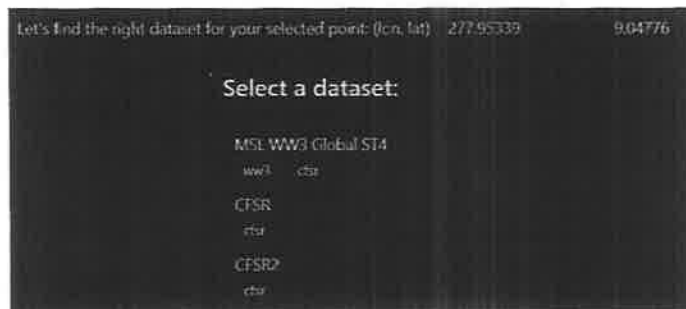 Let's find the right dataset for your selected point: (lon, lat) 277.95339 9.04776
Select a dataset:
MSL WW3 Global ST4
ww3 cfsr
CFSR
cfsr
CFSR2
cfsr